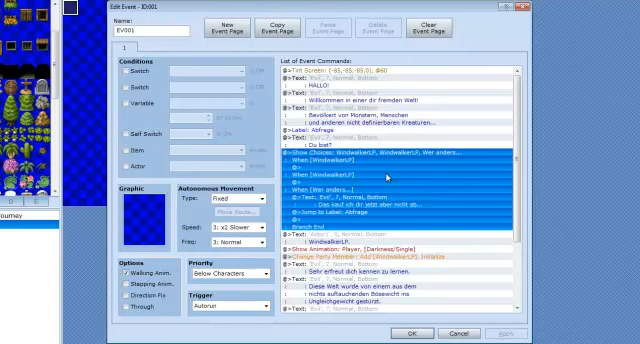 Edit Event - ID:001
Name:
EV001
New
Event Page
Copy
Event Page
Paste
Event Page
Delete
Event Page
Clear
Event Page
1
Conditions
Switch
Switch
Variable
Self Switch
Item
Actor
Graphic
Autonomous Movement
Type:
Fixed
Move Route...
Speed:
3: x2 Slower
Freq:
3: Normal
Options
Walking Anim.
Stepping Anim.
Direction Fix
Through
Priority
Below Characters
Trigger
Autorun
List of Event Commands:
@>Tint Screen: (-85,-85,-85,0), @60
@>Text: 'Evil', 7, Normal, Bottom
: : HALLO!
@>Text: 'Evil', 7, Normal, Bottom
: : Willkommen in einer dir fremden Welt!
@>Text: 'Evil', 7, Normal, Bottom
: : Bevolkert von Monstern, Menschen
: : und anderen nicht definierbaren Kreaturen...
@>Label: Abfrage
@>Text: 'Evil', 7, Normal, Bottom
: : Du bist?
@>Show Choices: WindwalkerLP, WindwalkerLP, Wer anders...
: When [WindwalkerLP]
@>
: When [WindwalkerLP]
@>
: When [Wer anders...]
@>Text: 'Evil', 7, Normal, Bottom
: : Das kauf ich dir jetzt aber nicht ab...
@>Jump to Label: Abfrage
@>
: Branch End
@>Text: 'Actor1', 4, Normal, Bottom
: : WindwalkerLP.
@>Show Animation: Player, [Darkness/Single]
@>Change Party Member: Add [WindwalkerLP], Initialize
@>Text: 'Evil', 7, Normal, Bottom
: : Sehr erfreut dich kennen zu lernen.
@>Text: 'Evil', 7, Normal, Bottom
: : Diese Welt wurde von einem aus dem
: : nichts auftauchenden Bösewicht ins
: : Ungleichgewicht gestürzt.
@>Text: 'Evil', 7, Normal, Bottom
OK
Cancel
Apply
D
E
ourney